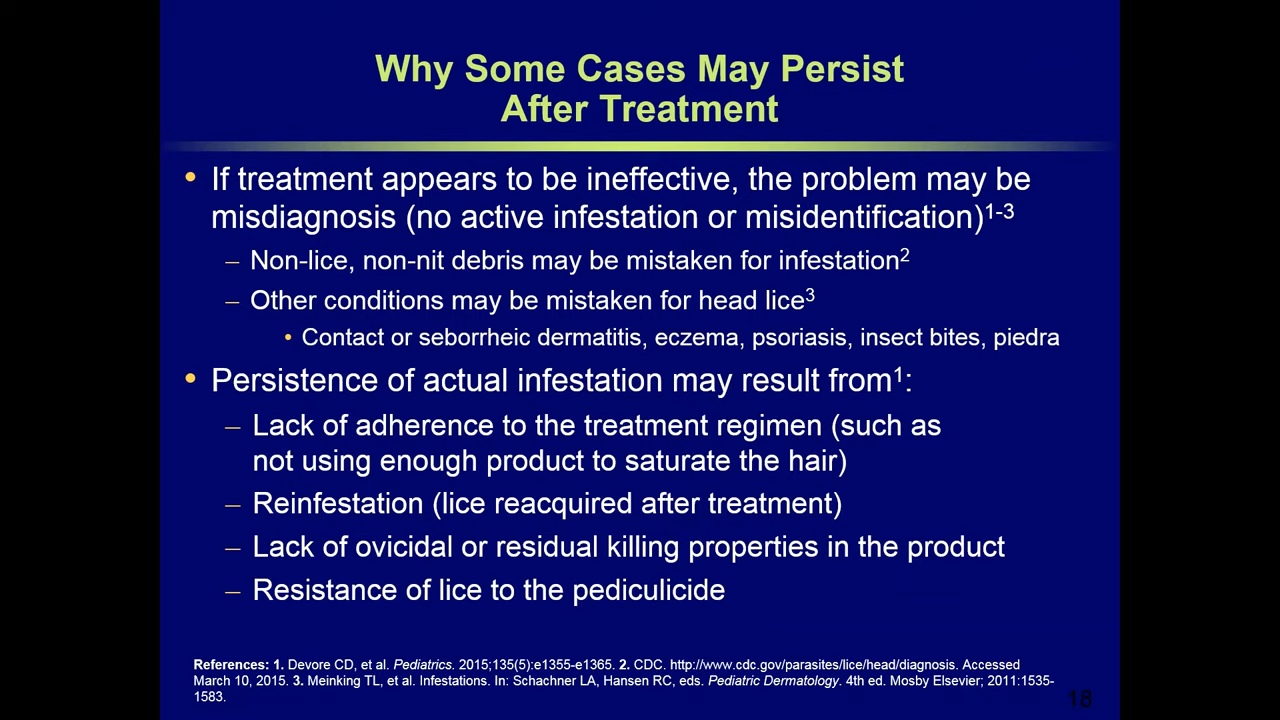 Why Some Cases May Persist
After Treatment
• If treatment appears to be ineffective, the problem may be
misdiagnosis (no active infestation or misidentification)1-3
– Non-lice, non-nit debris may be mistaken for infestation2
– Other conditions may be mistaken for head lice3
• Contact or seborrheic dermatitis, eczema, psoriasis, insect bites, piedra
• Persistence of actual infestation may result from1:
– Lack of adherence to the treatment regimen (such as
not using enough product to saturate the hair)
– Reinfestation (lice reacquired after treatment)
– Lack of ovicidal or residual killing properties in the product
– Resistance of lice to the pediculicide
References: 1. Devore CD, et al. Pediatrics. 2015;135(5):e1355-e1365. 2. CDC. http://www.cdc.gov/parasites/lice/head/diagnosis. Accessed
March 10, 2015. 3. Meinking TL, et al. Infestations. In: Schachner LA, Hansen RC, eds. Pediatric Dermatology. 4th ed. Mosby Elsevier; 2011:1535-
1583.
18